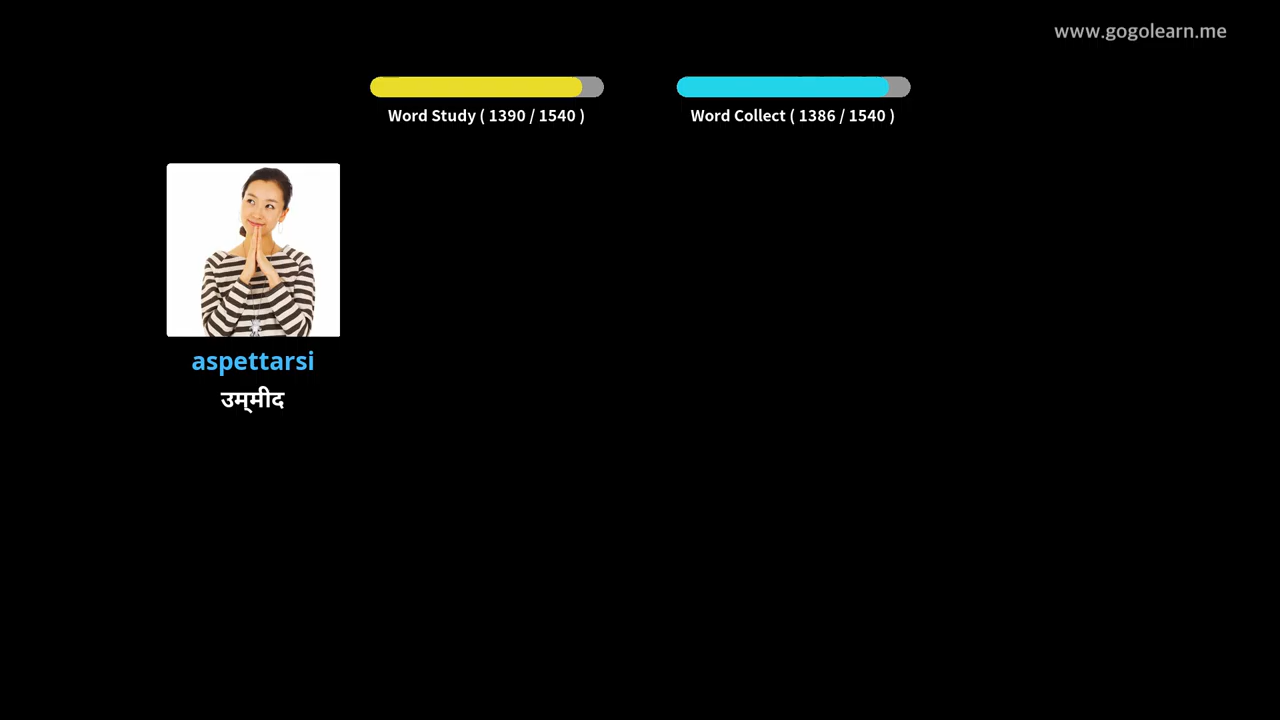 www.gogolearn.me
Word Study ( 1390 / 1540 )
Word Collect ( 1386 / 1540 )
aspettarsi
उम्मीद